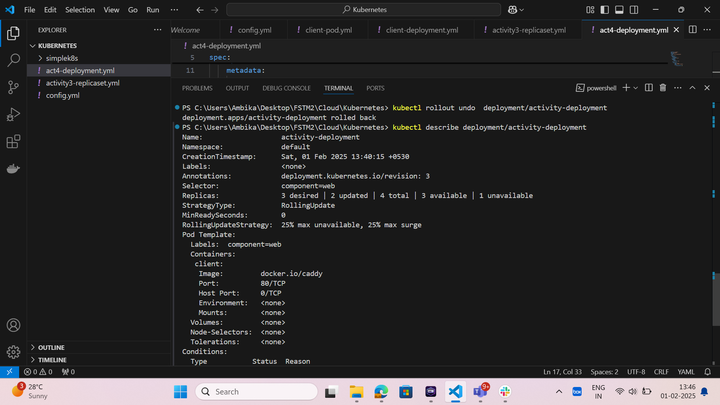 File Edit Selection View Go Run ··· Kubernetes
EXPLORER ··· Welcome config.yml client-pod.yml client-deployment.yml activity3-replicaset.yml act4-deployment.yml
KUBERNETES
simplek8s
act4-deployment.yml
activity3-replicaset.yml
config.yml
OUTLINE
TIMELINE
act4-deployment.yml
5 spec:
11 metadata:
PROBLEMS OUTPUT DEBUG CONSOLE TERMINAL PORTS powershell
PS C:\Users\Ambika\Desktop\FSTM2\Cloud\Kubernetes> kubectl rollout undo  deployment/activity-deployment
deployment.apps/activity-deployment rolled back
PS C:\Users\Ambika\Desktop\FSTM2\Cloud\Kubernetes> kubectl describe deployment/activity-deployment
Name: activity-deployment
Namespace: default
CreationTimestamp: Sat, 01 Feb 2025 13:40:15 +0530
Labels: <none>
Annotations: deployment.kubernetes.io/revision: 3
Selector: component=web
Replicas: 3 desired | 2 updated | 4 total | 3 available | 1 unavailable
StrategyType: RollingUpdate
MinReadySeconds: 0
RollingUpdateStrategy: 25% max unavailable, 25% max surge
Pod Template:
Labels: component=web
Containers:
client:
Image: docker.io/caddy
Port: 80/TCP
Host Port: 0/TCP
Environment: <none>
Mounts: <none>
Volumes: <none>
Node-Selectors: <none>
Tolerations: <none>
Conditions:
Type Status Reason
0 0 0 Ln 17, Col 33 Spaces: 2 UTF-8 CRLF YAML
3 28°C
Sunny
Search
9+
ENG
IN
13:46
01-02-2025